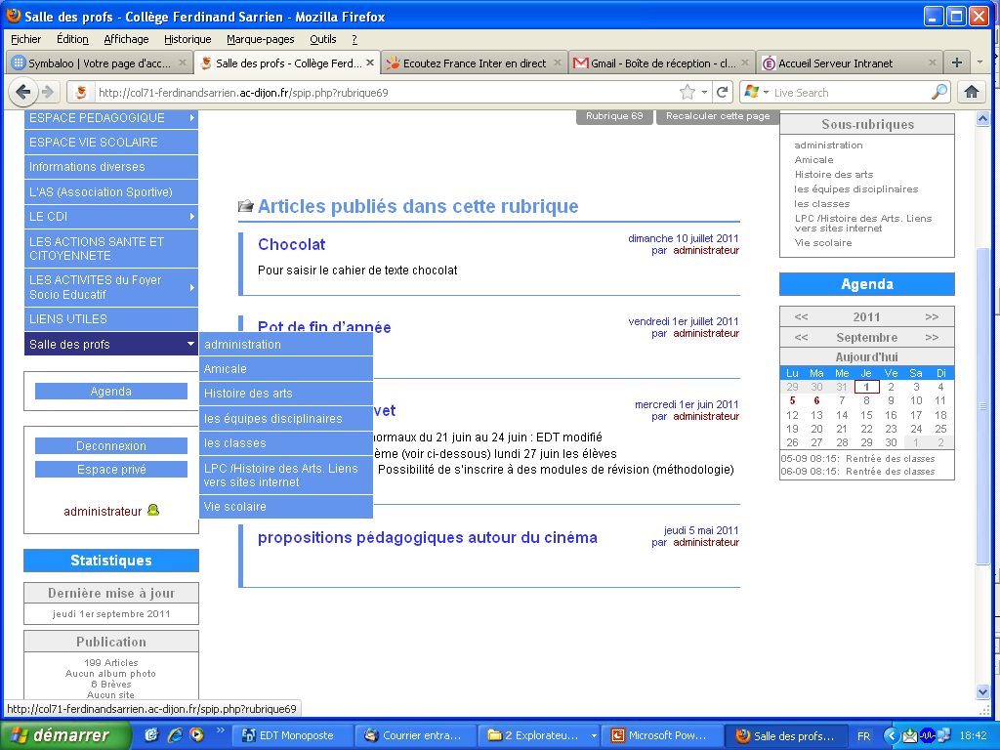 Salle des profs - Collège Ferdinand Sarrien - Mozilla Firefox
Fichier Édition Affichage Historique Marque-pages Outils ?
Symbaloo | Votre page d'acc... Salle des profs - Collège Ferd... Ecoutez France Inter en direct Gmail - Boîte de réception - cl... Accueil Serveur Intranet
http://col71-ferdinandsarrien.ac-dijon.fr/spip.php?rubrique69 Live Search
ESPACE PEDAGOGIQUE
ESPACE VIE SCOLAIRE
Informations diverses
L'AS (Association Sportive)
LE CDI
LES ACTIONS SANTE ET
CITOYENNETE
LES ACTIVITES du Foyer
Socio Educatif
LIENS UTILES
Salle des profs
administration
Amicale
Histoire des arts
les équipes disciplinaires
les classes
LPC /Histoire des Arts. Liens
vers sites internet
Vie scolaire
Agenda
Deconnexion
Espace privé
administrateur
Statistiques
Dernière mise à jour
jeudi 1er septembre 2011
Publication
199 Articles
Aucun album photo
6 Brèves
Aucun site
Rubrique 69 Recalculer cette page
Articles publiés dans cette rubrique
Chocolat
dimanche 10 juillet 2011
par administrateur
Pour saisir le cahier de texte chocolat
Pot de fin d'année
vendredi 1er juillet 2011
par administrateur
vet
mercredi 1er juin 2011
par administrateur
normaux du 21 juin au 24 juin : EDT modifié
ème (voir ci-dessous) lundi 27 juin les élèves
Possibilité de s'inscrire à des modules de révision (méthodologie)
propositions pédagogiques autour du cinéma
jeudi 5 mai 2011
par administrateur
Sous-rubriques
administration
Amicale
Histoire des arts
les équipes disciplinaires
les classes
LPC /Histoire des Arts. Liens
vers sites internet
Vie scolaire
Agenda
<< 2011 >>
<< Septembre >>
Aujourd'hui
Lu Ma Me Je Ve Sa Di
29 30 31 1 2 3 4
5 6 7 8 9 10 11
12 13 14 15 16 17 18
19 20 21 22 23 24 25
26 27 28 29 30 1 2
05-09 08:15: Rentrée des classes
06-09 08:15: Rentrée des classes
http://col71-ferdinandsarrien.ac-dijon.fr/spip.php?rubrique69
démarrer EDT Monoposte Courrier entra... 2 Explorateu... Microsoft Pow... Salle des profs... FR 18:42